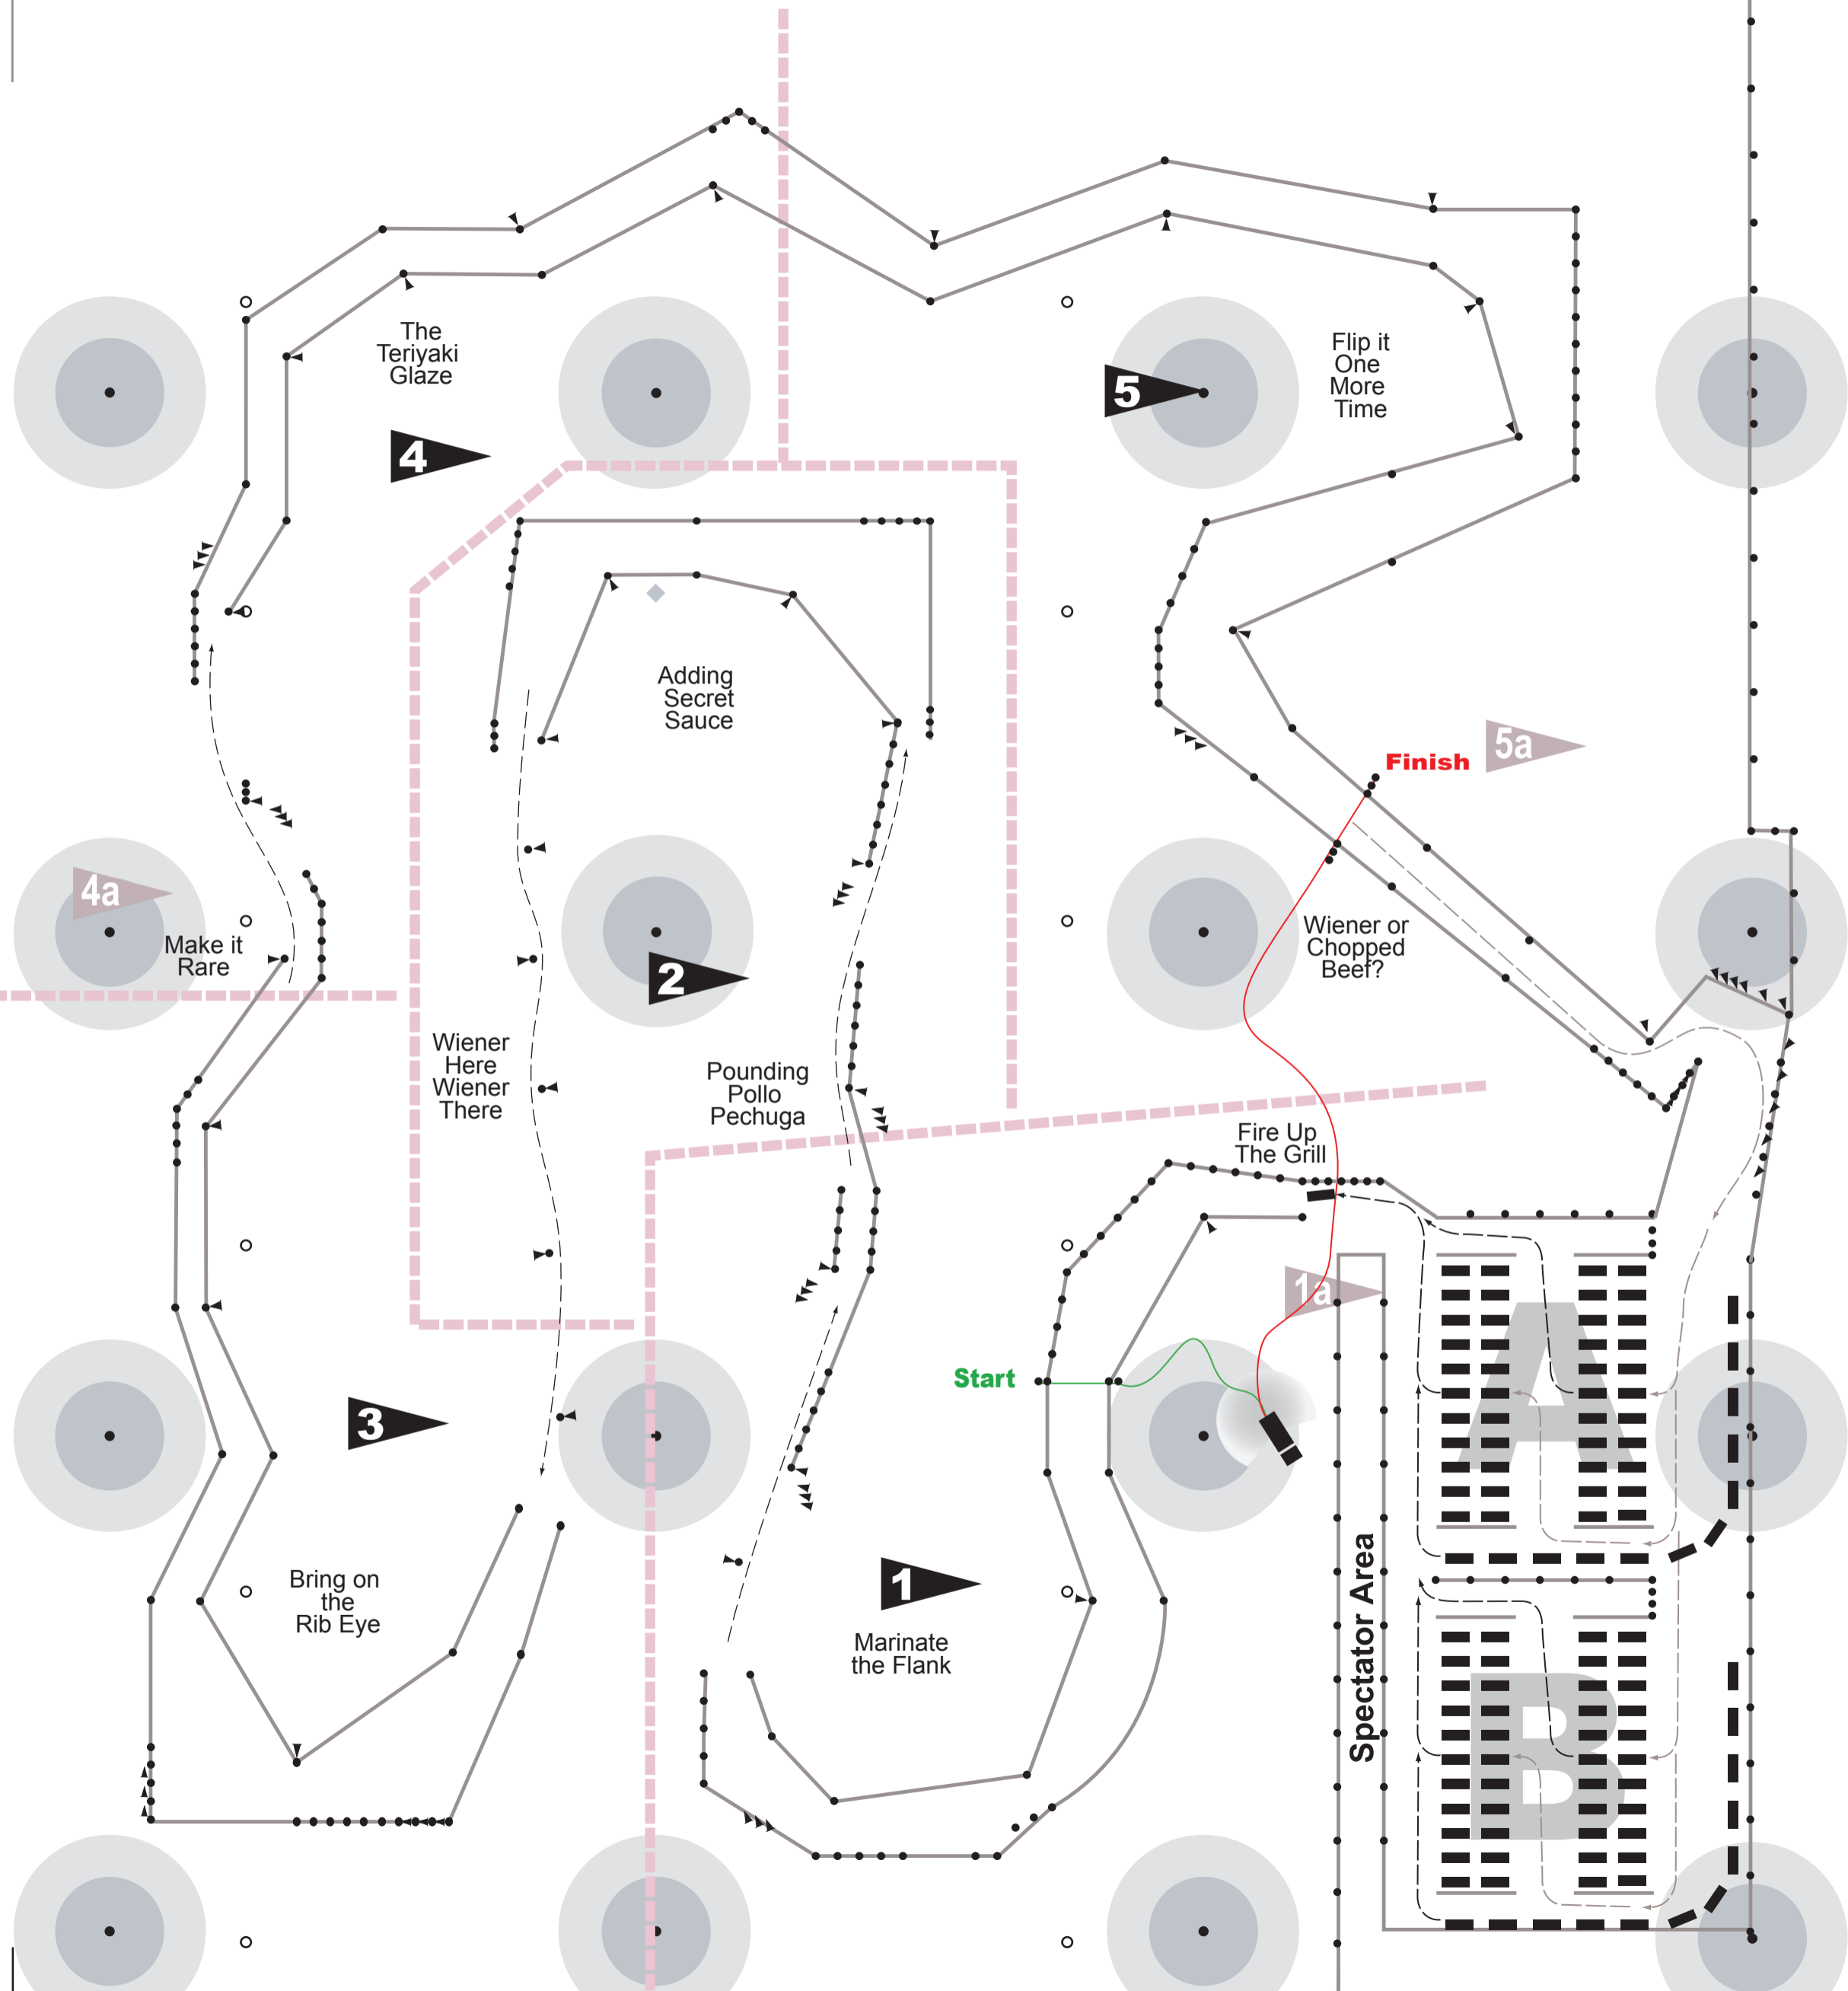 The
Teriyaki
Glaze
Flip it
One
More
Time
5
4
Adding
Secret
Sauce
5a
Finish
4a
Make it
Rare
Wiener or
Chopped
Beef?
2
Wiener
Here
Wiener
There
Pounding
Pollo
Pechuga
Fire Up
The Grill
1a
Start
A
3
1
Bring on
the
Rib Eye
Marinate
the Flank
Spectator Area
B